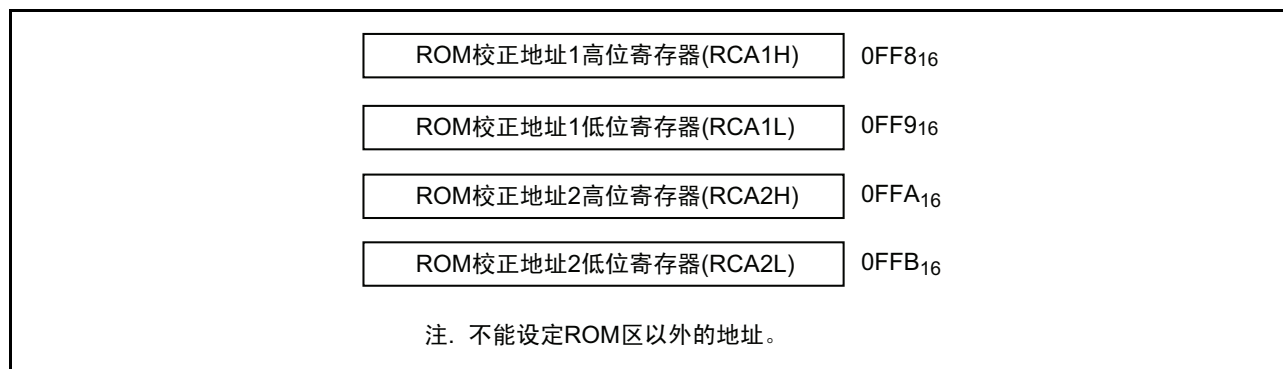 ROM校正地址1高位寄存器(RCA1H) 0FF816
ROM校正地址1低位寄存器(RCA1L) 0FF916
ROM校正地址2高位寄存器(RCA2H) 0FFA16
ROM校正地址2低位寄存器(RCA2L) 0FFB16
注. 不能设定ROM区以外的地址。